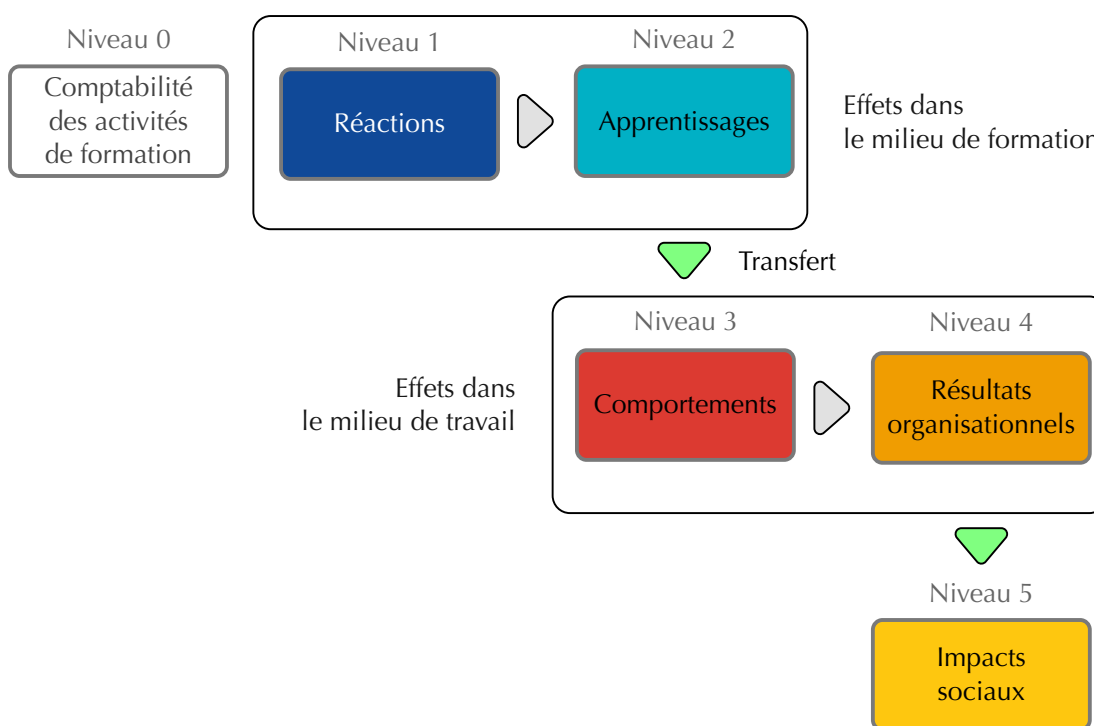 Niveau 0
Comptabilité
des activités
de formation
Niveau 1
Réactions
Niveau 2
Apprentissages
Effets dans
le milieu de formation
Transfert
Effets dans
le milieu de travail
Niveau 3
Comportements
Niveau 4
Résultats
organisationnels
Niveau 5
Impacts
sociaux